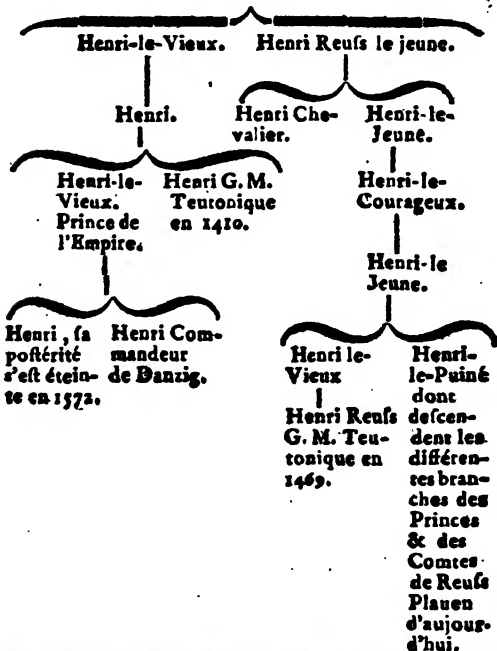 Henri-le-Vieux. Henri Reuſs le jeune.
Henri.
Henri Che-
valier.
Henri-le-
Jeune.
Henri-le-
Vieux.
Prince de
l'Empire.
Henri G. M.
Teutonique
en 1410.
Henri-le-
Courageux.
Henri-le
Jeune.
Henri, ſa
poſtérité
s'eſt étein-
te en 1572.
Henri Com-
mandeur
de Danzig.
Henri le-
Vieux
Henri Reuſs
G. M. Teu-
tonique en
1469.
Henri-
le-Puiné
dont
deſcen-
dent les
différen-
tes bran-
ches des
Princes
& des
Comtes
de Reuſs
Plauen
d'aujour-
d'hui.